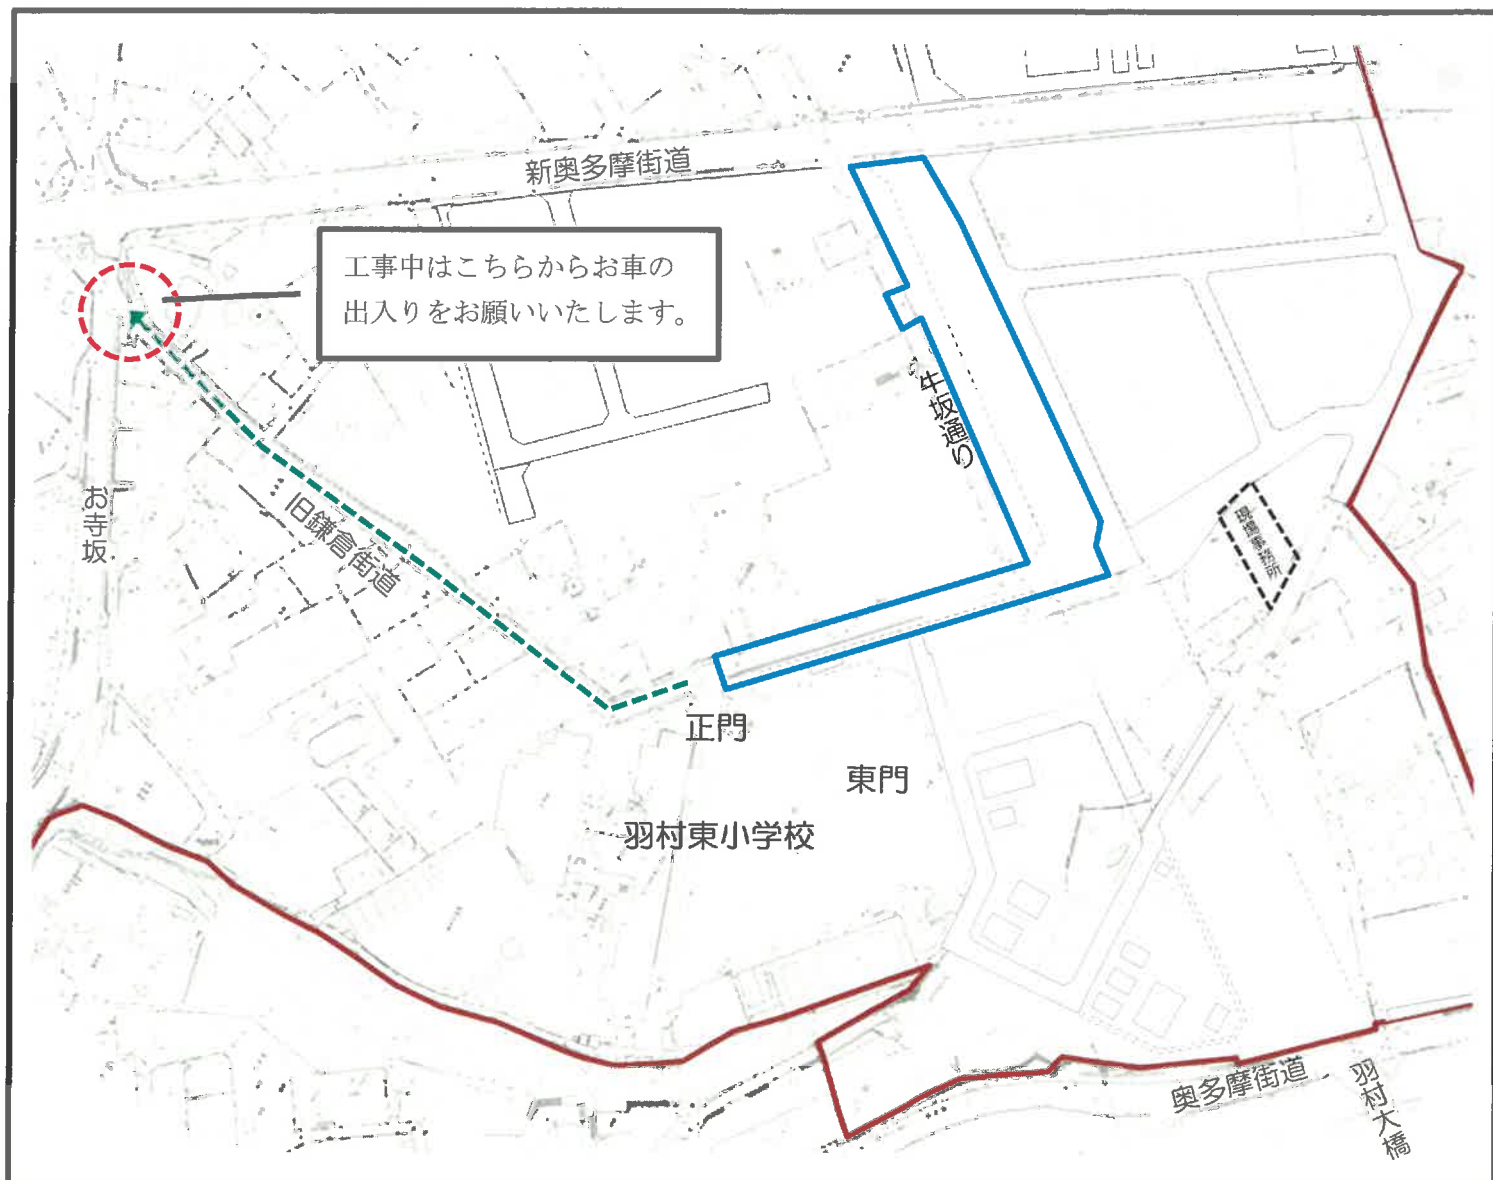 新奥多摩街道
工事中はこちらからお車の
出入りをお願いいたします。
牛坂通り
お寺坂
旧鎌倉街道
現場事務所
正門
東門
羽村東小学校
奥多摩街道
羽村大橋